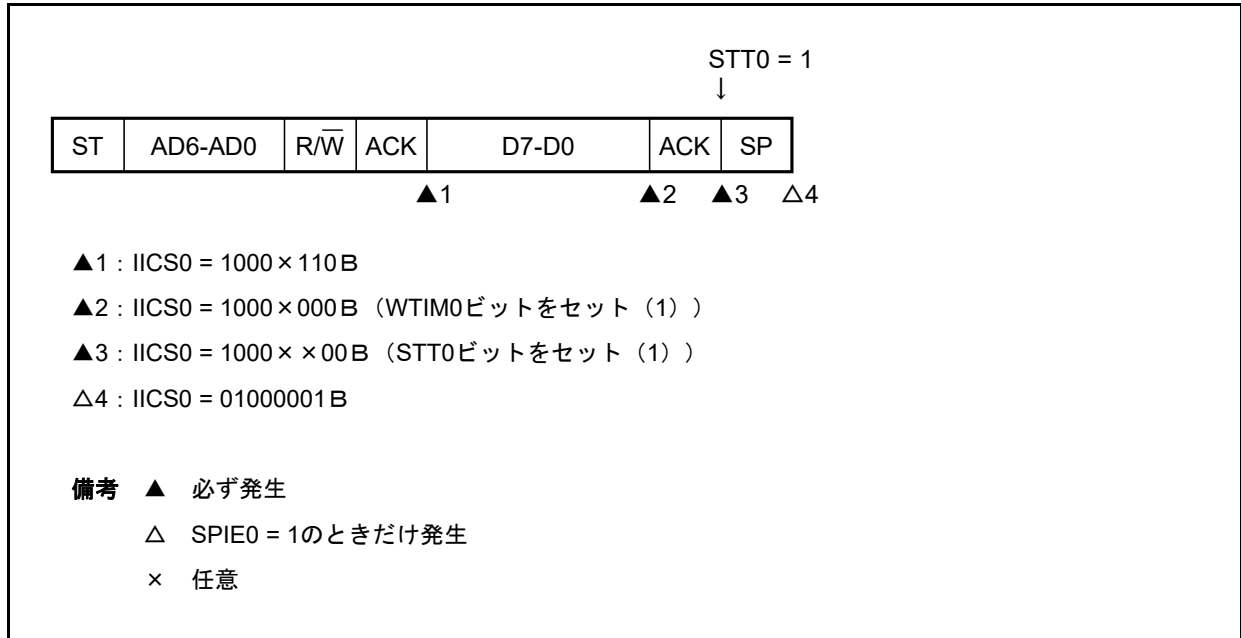 STT0 = 1
↓
ST AD6-AD0 R/W̅ ACK D7-D0 ACK SP
▲1 ▲2 ▲3 △4
▲1：IICS0 = 1000×110B
▲2：IICS0 = 1000×000B（WTIM0ビットをセット（1））
▲3：IICS0 = 1000××00B（STT0ビットをセット（1））
△4：IICS0 = 01000001B
備考 ▲ 必ず発生
△ SPIE0 = 1のときだけ発生
× 任意